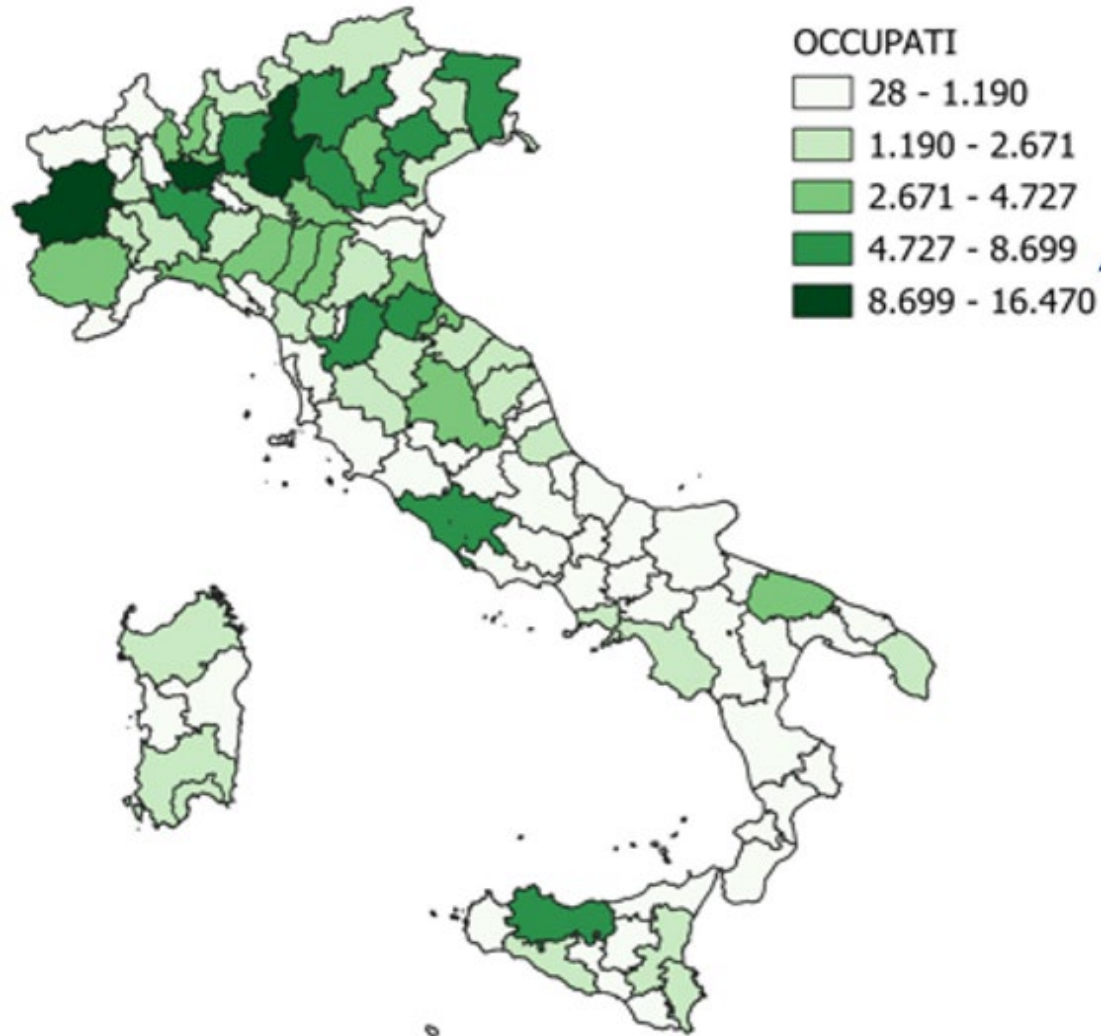 OCCUPATI
28 - 1.190
1.190 - 2.671
2.671 - 4.727
4.727 - 8.699
8.699 - 16.470